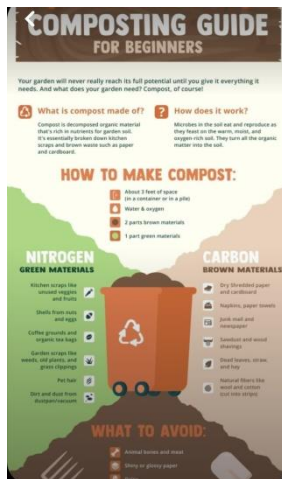 COMPOSTING GUIDE
FOR BEGINNERS
Your garden will never really reach its full potential until you give it everything it
needs. And what does your garden need? Compost, of course!
What is compost made of?
Compost is decomposed organic material
that's rich in nutrients for garden soil.
It's essentially broken down kitchen
scraps and brown waste such as paper
and cardboard.
? How does it work?
Microbes in the soil eat and reproduce as
they feast on the warm, moist, and
oxygen-rich soil. They turn all the organic
matter into the soil.
HOW TO MAKE COMPOST:
About 3 feet of space
(in a container or in a pile)
Water & oxygen
2 parts brown materials
1 part green materials
NITROGEN
GREEN MATERIALS
Kitchen scraps like
unused veggies
and fruits
Shells from nuts
and eggs
Coffee grounds and
organic tea bags
Garden scraps like
weeds, old plants, and
grass clippings
Pet hair
Dirt and dust from
dustpan/vacuum
CARBON
BROWN MATERIALS
Dry Shredded paper
and cardboard
Napkins, paper towels
Junk mail and
newspaper
Sawdust and wood
shavings
Dead leaves, straw,
and hay
Natural fibers like
wool and cotton
(cut into strips)
WHAT TO AVOID:
Animal bones and meat
Shiny or glossy paper